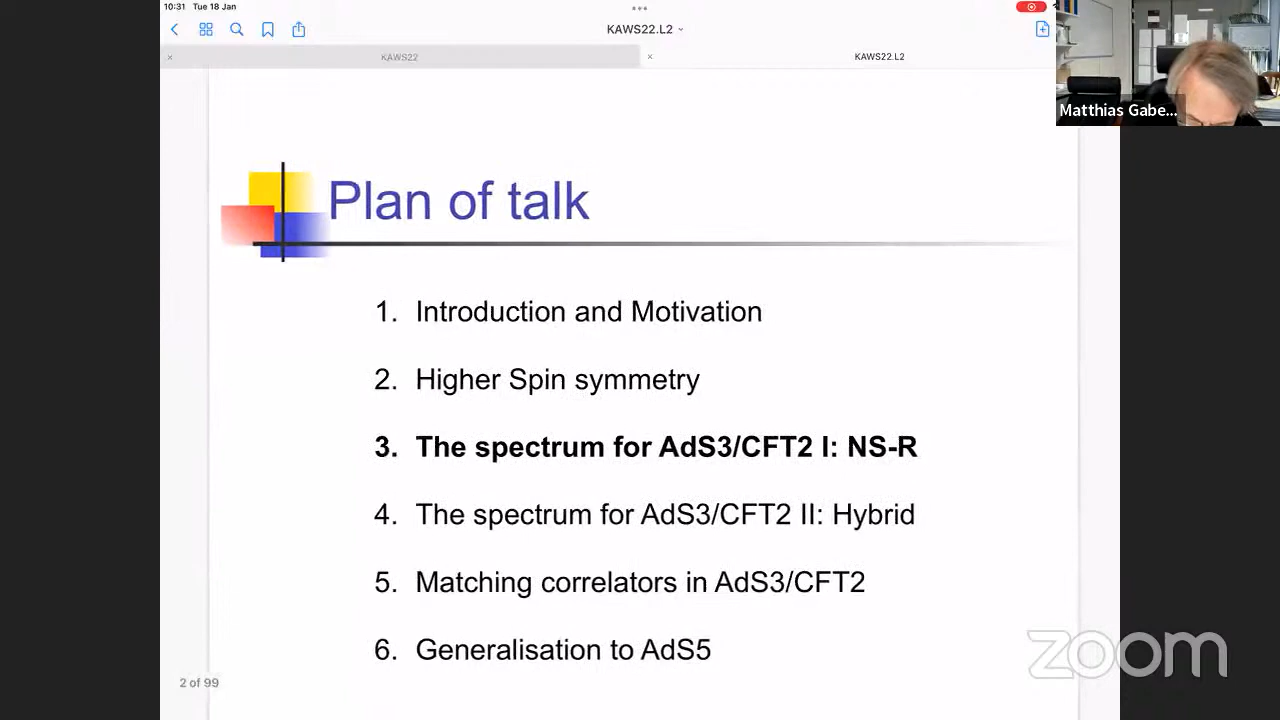 10:31 Tue 18 Jan
KAWS22.L2
KAWS22
KAWS22.L2
Matthias Gabe...
Plan of talk
1. Introduction and Motivation
2. Higher Spin symmetry
3. The spectrum for AdS3/CFT2 I: NS-R
4. The spectrum for AdS3/CFT2 II: Hybrid
5. Matching correlators in AdS3/CFT2
6. Generalisation to AdS5
2 of 99
zoom